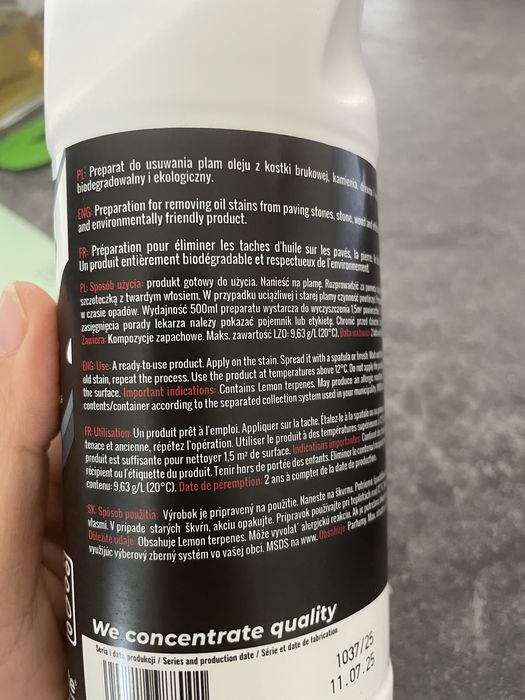 PL: Preparat do usuwania plam oleju z kostki brukowej, kamienia,
biodegradowalny i ekologiczny.
ENG: Preparation for removing oil stains from paving stones, stone, wood and
and environmentally friendly product.
FR: Préparation pour éliminer les taches d'huile sur les pavés, la pierre,
Un produit entièrement biodégradable et respectueux de l'environnement.
PL: Sposób użycia: produkt gotowy do użycia. Nanieść na plamę. Rozprowadzić za pomocą
szczoteczką z twardym włosiem. W przypadku uciążliwej i starej plamy czynność
w czasie opadów. Wydajność 500ml preparatu wystarcza do wyczyszczenia 1,5m²
zasięgnięcia porady lekarza należy pokazać pojemnik lub etykietę. Chronić przed
Zawiera: Kompozycje zapachowe. Maks. zawartość LZO-9,63 g/L (20°C). Data ważności: 2
ENG: Use: A ready-to-use product. Apply on the stain. Spread it with a spatula or brush.
old stain, repeat the process. Use the product at temperatures above 12°C. Do not apply
the surface. Important indications: Contains Lemon terpenes. May produce an allergic
contents/container according to the separated collection system used in your municipality.
FR: Utilisation: Un produit prêt à l'emploi. Appliquer sur la tache. Étalez-le à la spatule ou
tenace et ancienne, répétez l'opération. Utiliser le produit à des températures
produit est suffisante pour nettoyer 1,5 m² de surface. Indications importantes:
récipient ou l'étiquette du produit. Tenir hors de portée des enfants. Éliminer le
contenu: 9,63 g/L (20°C). Date de péremption: 2 ans à compter de la date de production.
SK. Spôsob použitia: Výrobok je pripravený na použitie. Naneste na škvrnu.
vlasmi. V prípade starých škvŕn, akciu opakujte. Prípravok používajte pri
Dôležité údaje: Obsahuje Lemon terpenes. Môže vyvolať alergickú reakciu. Ak je
využijúc výberový zberný systém vo vašej obci. MSDS na www. Obsahuje: Parfumy.
We concentrate quality
Seria i data produkcji / Series and production date / Série et date de fabrication
1037/25
11.07.25